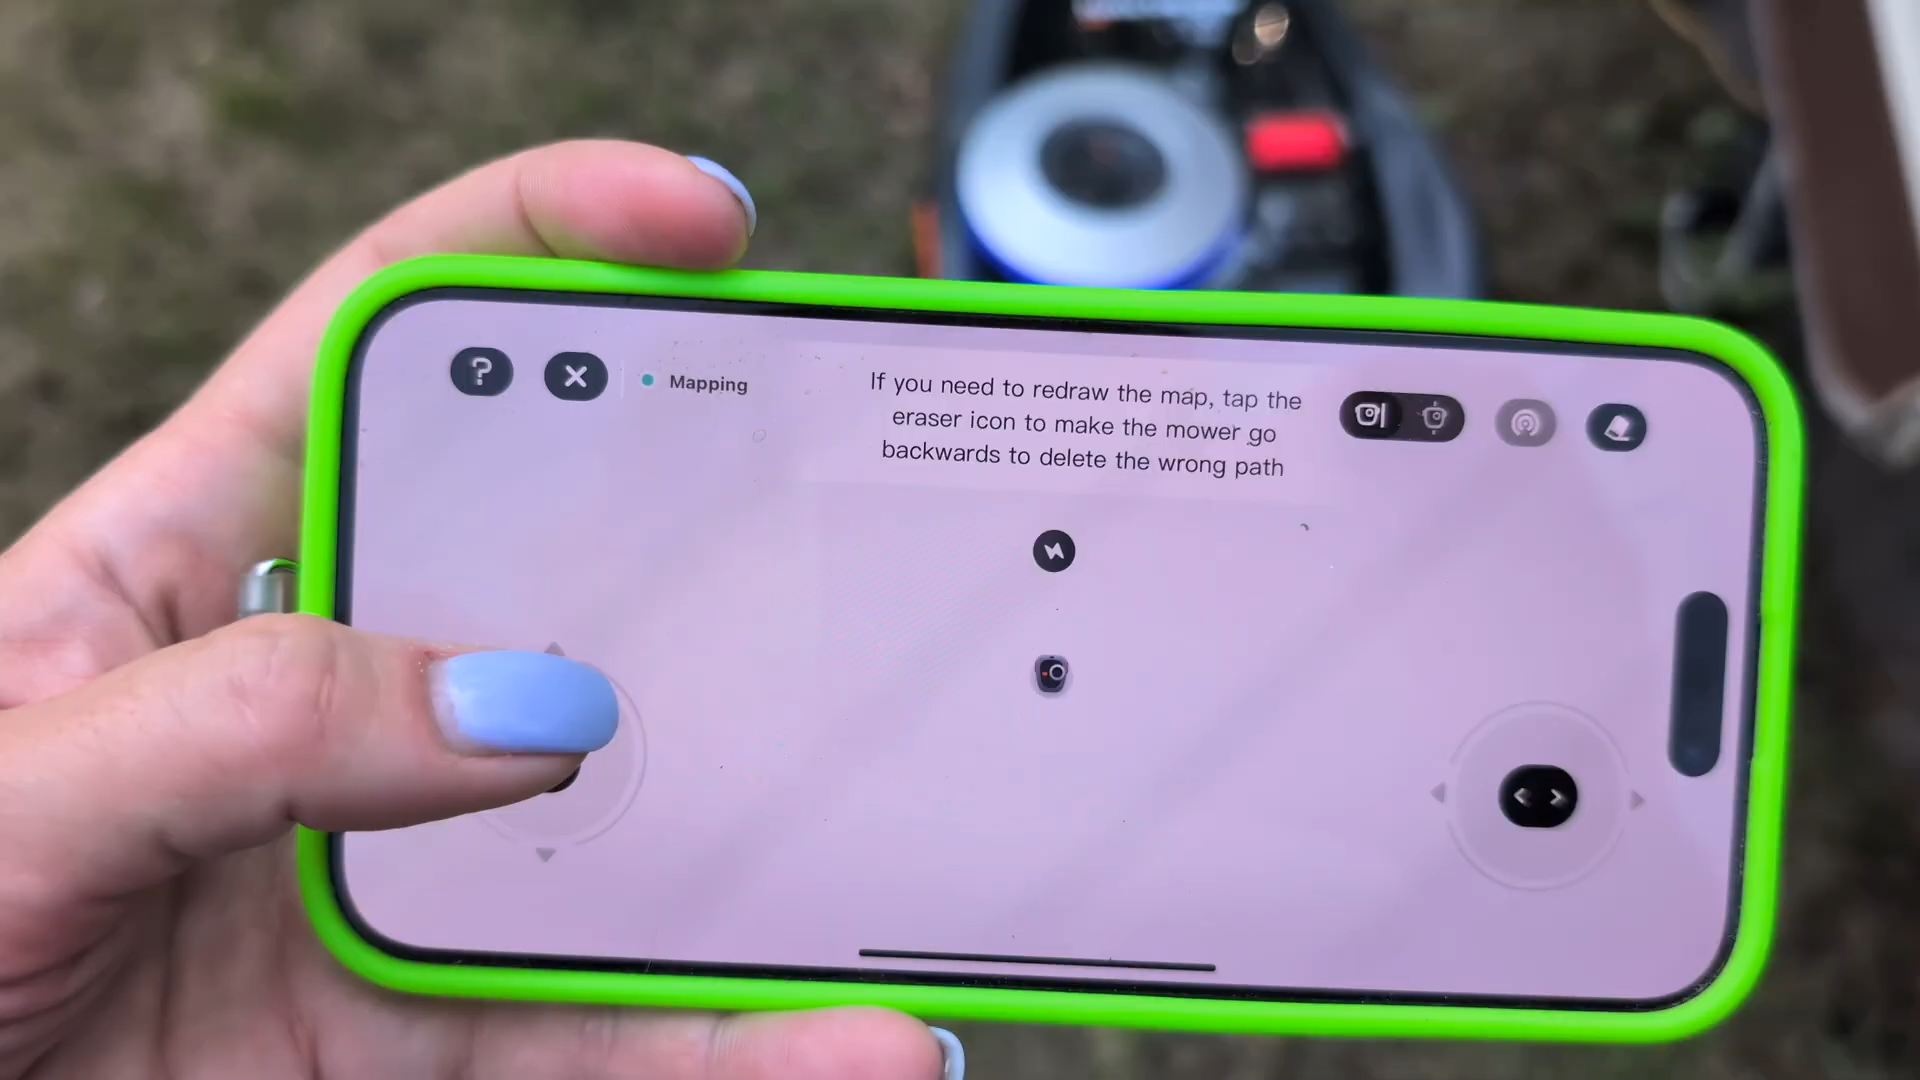 Mapping
If you need to redraw the map, tap the
eraser icon to make the mower go
backwards to delete the wrong path